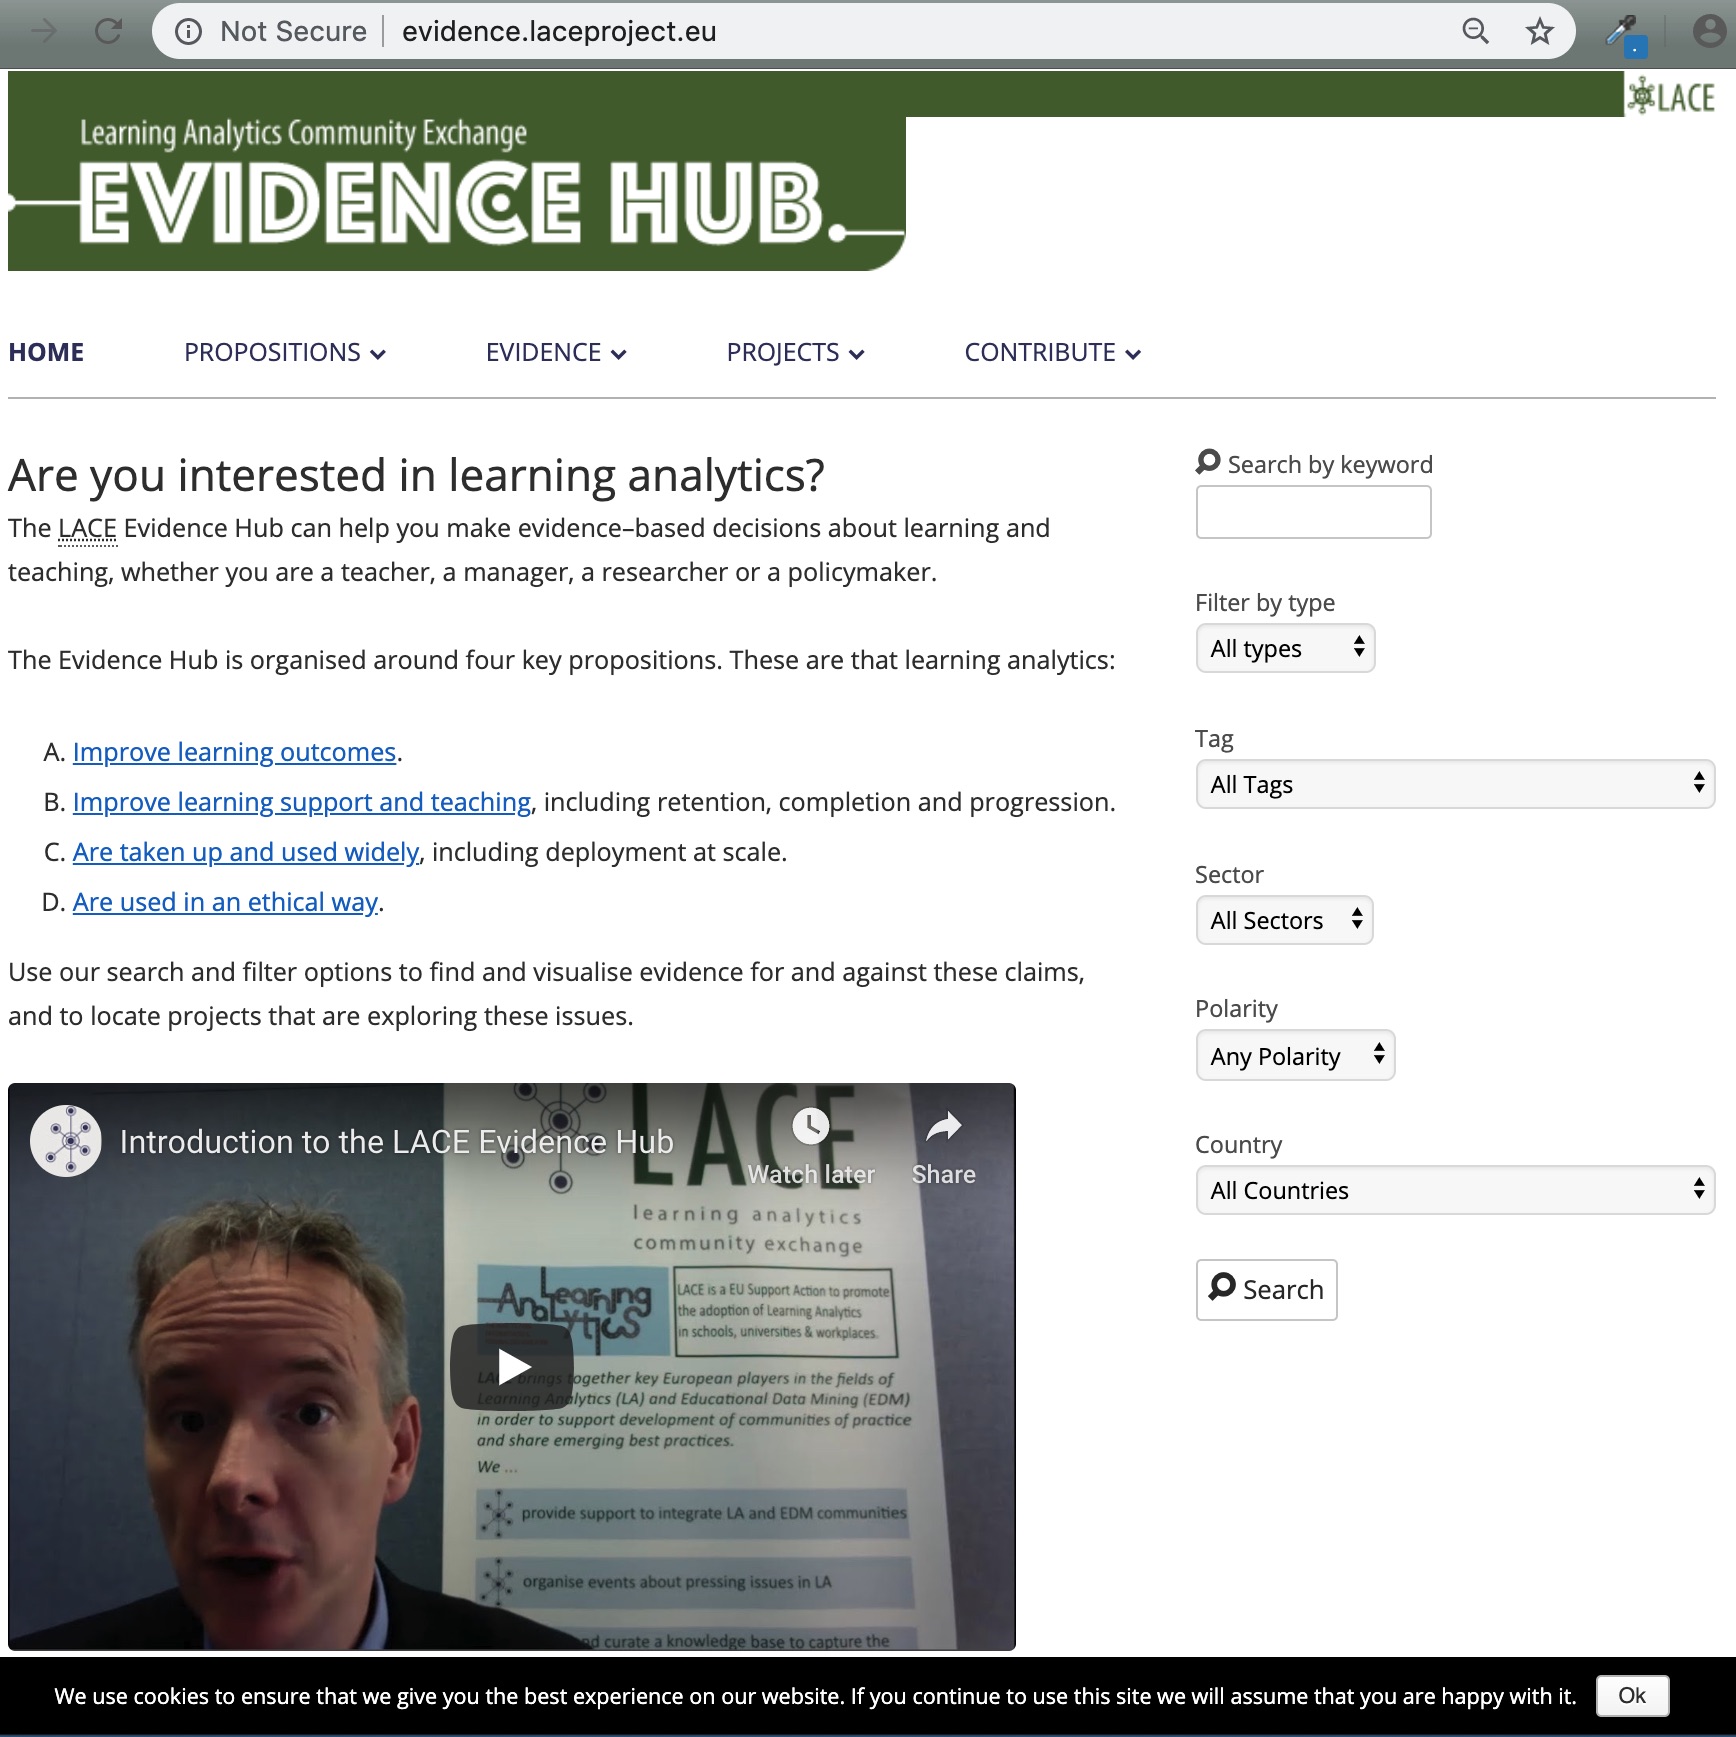 Not Secure | evidence.laceproject.eu
LACE
Learning Analytics Community Exchange
EVIDENCE HUB.
HOME PROPOSITIONS EVIDENCE PROJECTS CONTRIBUTE
Are you interested in learning analytics?
The LACE Evidence Hub can help you make evidence–based decisions about learning and
teaching, whether you are a teacher, a manager, a researcher or a policymaker.
The Evidence Hub is organised around four key propositions. These are that learning analytics:
A. Improve learning outcomes.
B. Improve learning support and teaching, including retention, completion and progression.
C. Are taken up and used widely, including deployment at scale.
D. Are used in an ethical way.
Use our search and filter options to find and visualise evidence for and against these claims,
and to locate projects that are exploring these issues.
Search by keyword
Filter by type
All types
Tag
All Tags
Sector
All Sectors
Polarity
Any Polarity
Country
All Countries
Search
Introduction to the LACE Evidence Hub
Watch later
Share
LACE
learning analytics
community exchange
Learning
Analytics
LACE is a EU Support Action to promote
the adoption of Learning Analytics
in schools, universities & workplaces.
LACE brings together key European players in the fields of
Learning Analytics (LA) and Educational Data Mining (EDM)
in order to support development of communities of practice
and share emerging best practices.
We ...
provide support to integrate LA and EDM communities
organise events about pressing issues in LA
curate a knowledge base to capture the
We use cookies to ensure that we give you the best experience on our website. If you continue to use this site we will assume that you are happy with it.
Ok